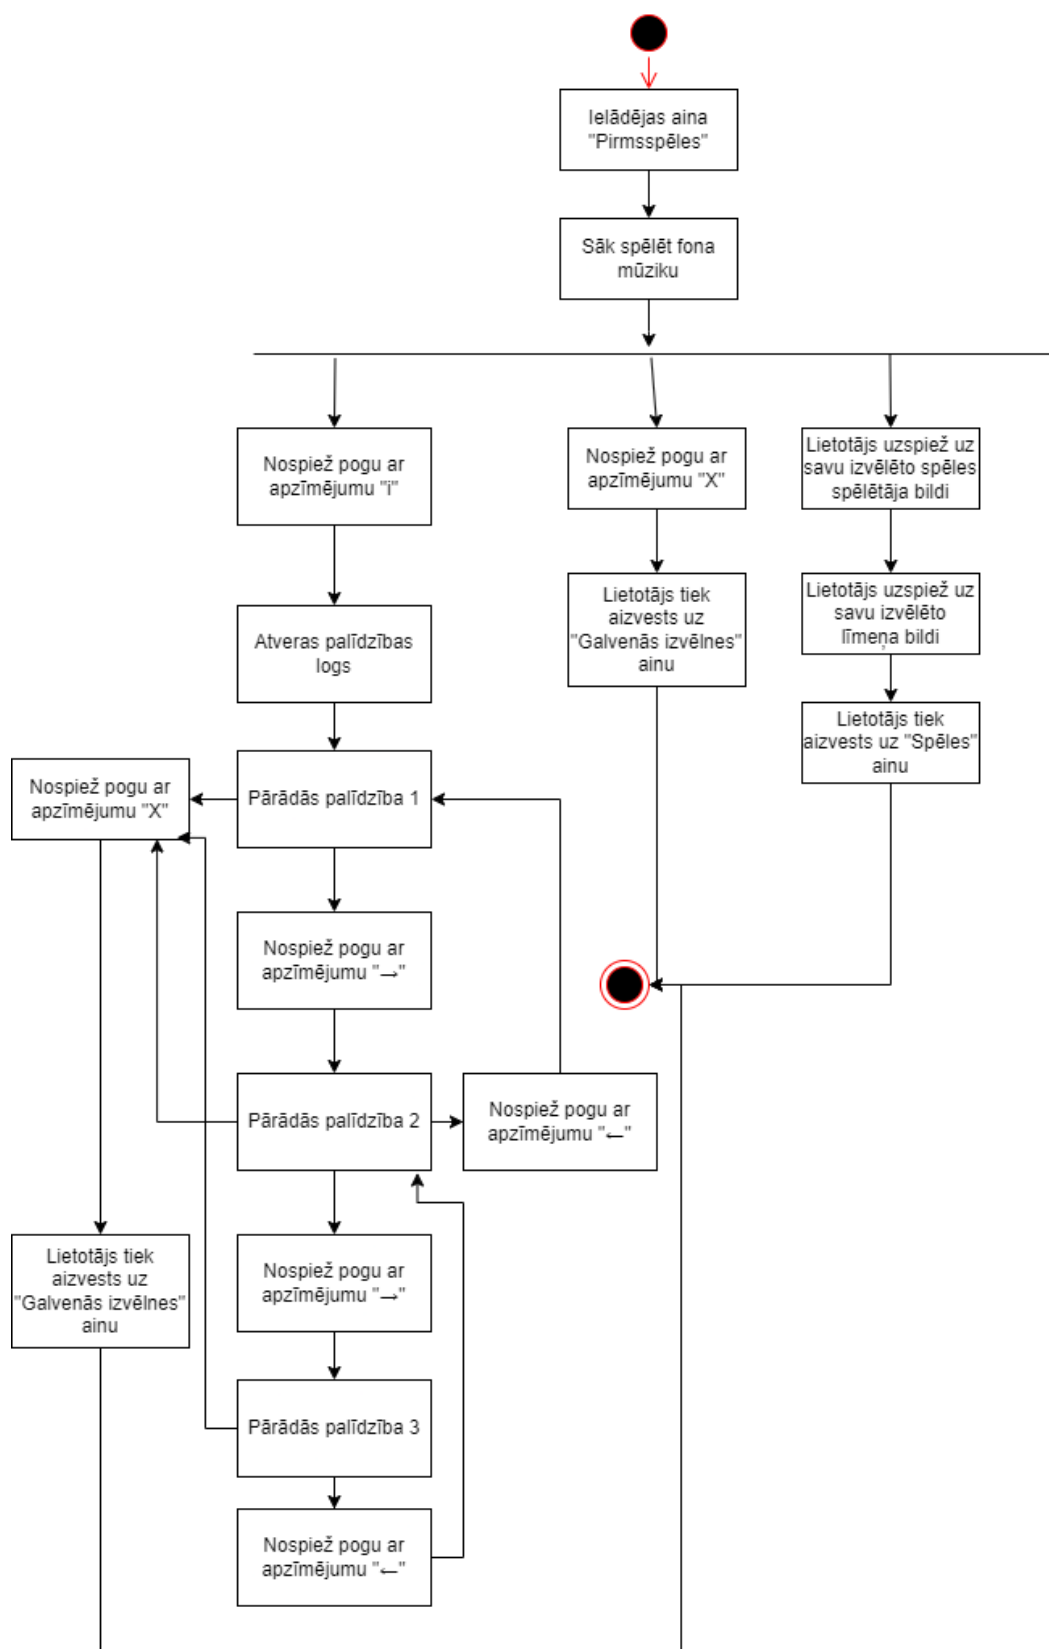 Ielādējas aina
"Pirmsspēles"
Sāk spēlēt fona
mūziku
Nospiež pogu ar
apzīmējumu "i"
Nospiež pogu ar
apzīmējumu "X"
Lietotājs uzspiež uz
savu izvēlēto spēles
spēlētāja bildi
Atveras palīdzības
logs
Lietotājs tiek
aizvests uz
"Galvenās izvēlnes"
ainu
Lietotājs uzspiež uz
savu izvēlēto
līmeņa bildi
Lietotājs tiek
aizvests uz "Spēles"
ainu
Nospiež pogu ar
apzīmējumu "X"
Pārādās palīdzība 1
Nospiež pogu ar
apzīmējumu "→"
Pārādās palīdzība 2
Nospiež pogu ar
apzīmējumu "←"
Lietotājs tiek
aizvests uz
"Galvenās izvēlnes"
ainu
Nospiež pogu ar
apzīmējumu "→"
Pārādās palīdzība 3
Nospiež pogu ar
apzīmējumu "←"